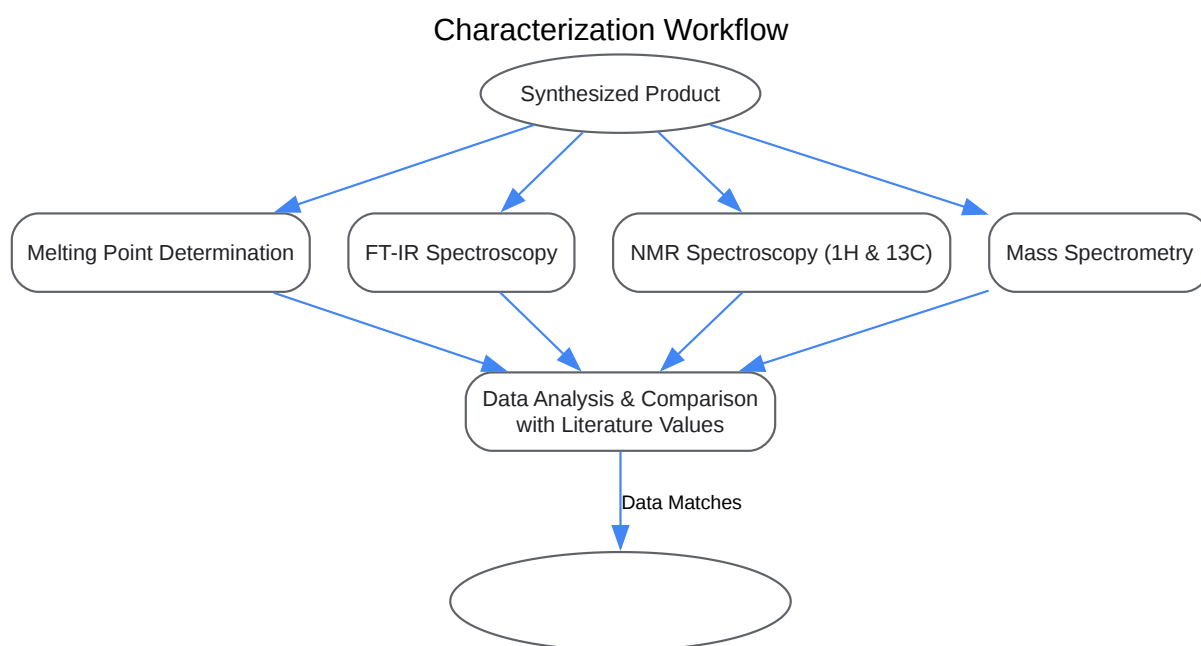 Characterization Workflow
Synthesized Product
Melting Point Determination
FT-IR Spectroscopy
NMR Spectroscopy (1H & 13C)
Mass Spectrometry
Data Analysis & Comparison
with Literature Values
Data Matches